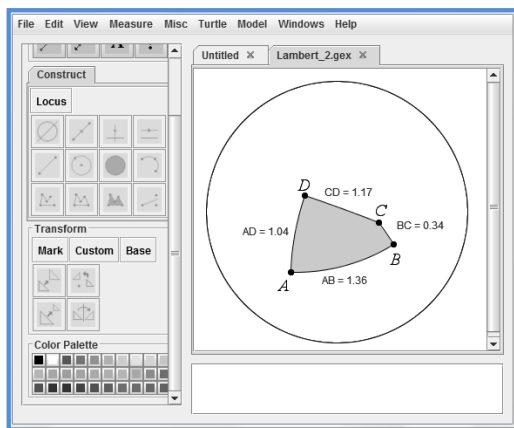 File Edit View Measure Misc Turtle Model Windows Help
A
Construct
Locus
Transform
Mark Custom Base
Color Palette
Untitled
Lambert_2.gex
D
CD = 1.17
C
BC = 0.34
AD = 1.04
B
A
AB = 1.36